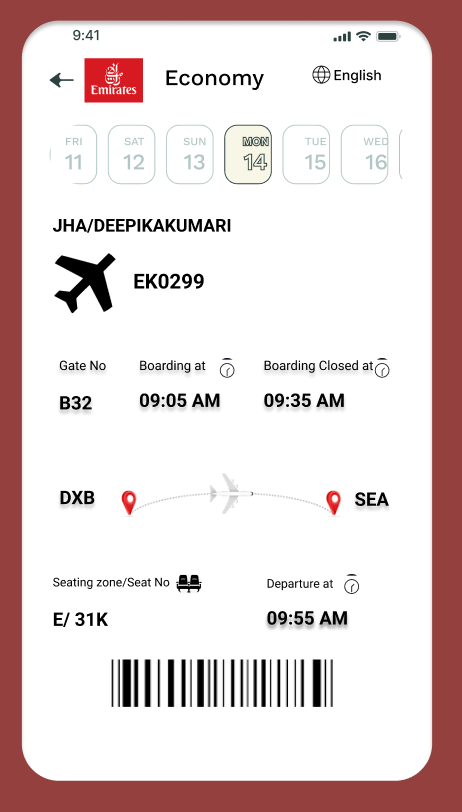 9:41
Emirates
Economy
English
FRI SAT SUN MON TUE WED
11 12 13 14 15 16
JHA/DEEPIKAKUMARI
EK0299
Gate No Boarding at Boarding Closed at
B32 09:05 AM 09:35 AM
DXB SEA
Seating zone/Seat No Departure at
E/ 31K 09:55 AM